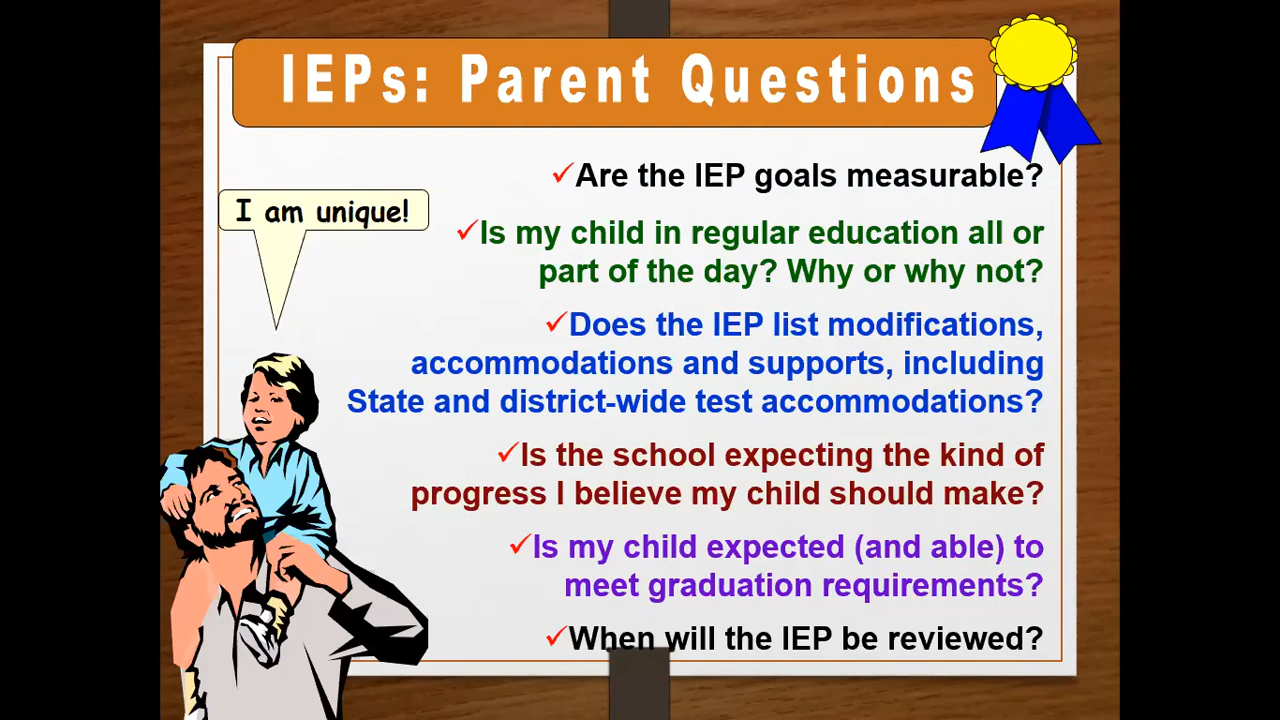 IEPs: Parent Questions
I am unique!
✓Are the IEP goals measurable?
✓Is my child in regular education all or
part of the day? Why or why not?
✓Does the IEP list modifications,
accommodations and supports, including
State and district-wide test accommodations?
✓Is the school expecting the kind of
progress I believe my child should make?
✓Is my child expected (and able) to
meet graduation requirements?
✓When will the IEP be reviewed?